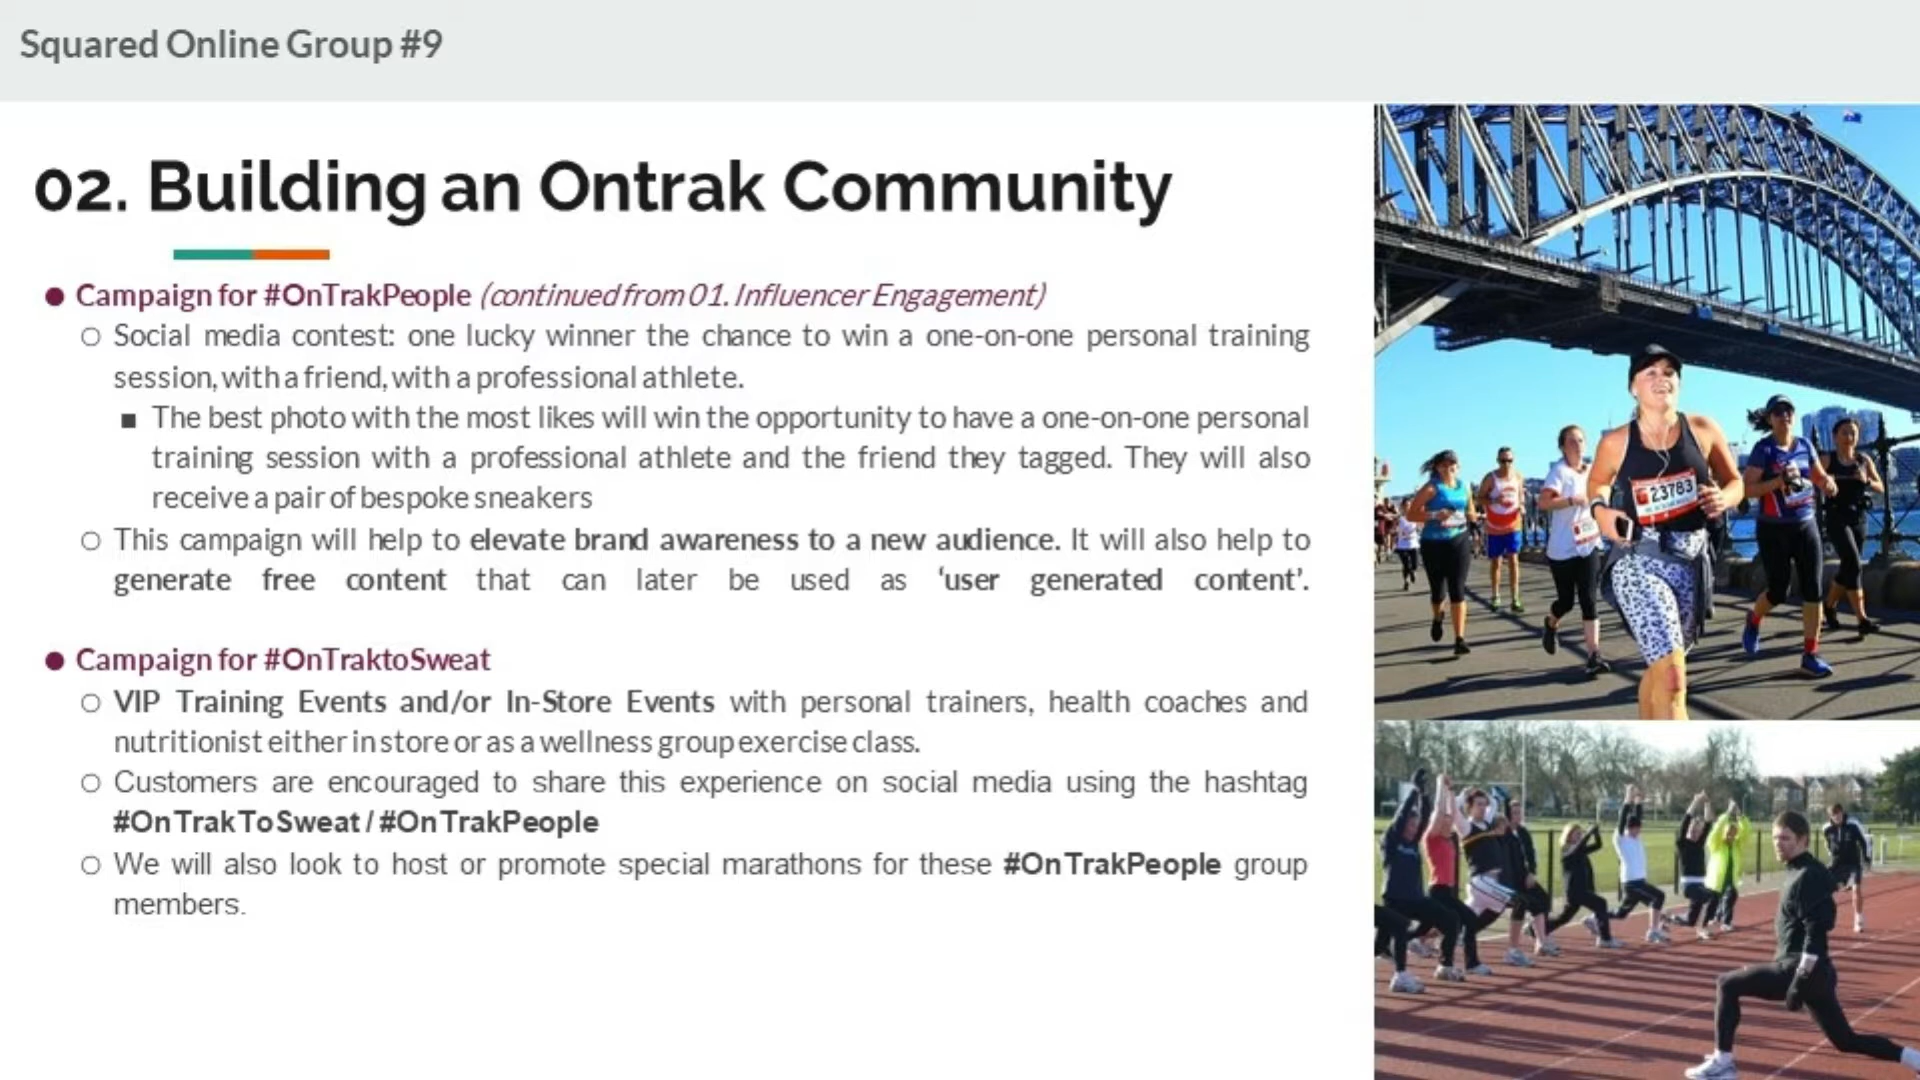 Squared Online Group #9
02. Building an Ontrak Community
● Campaign for #OnTrakPeople (continued from 01. Influencer Engagement)
○ Social media contest: one lucky winner the chance to win a one-on-one personal training
session, with a friend, with a professional athlete.
■ The best photo with the most likes will win the opportunity to have a one-on-one personal
training session with a professional athlete and the friend they tagged. They will also
receive a pair of bespoke sneakers
○ This campaign will help to elevate brand awareness to a new audience. It will also help to
generate free content that can later be used as ‘user generated content’.
● Campaign for #OnTraktoSweat
○ VIP Training Events and/or In-Store Events with personal trainers, health coaches and
nutritionist either in store or as a wellness group exercise class.
○ Customers are encouraged to share this experience on social media using the hashtag
#OnTrakToSweat / #OnTrakPeople
○ We will also look to host or promote special marathons for these #OnTrakPeople group
members.
23783